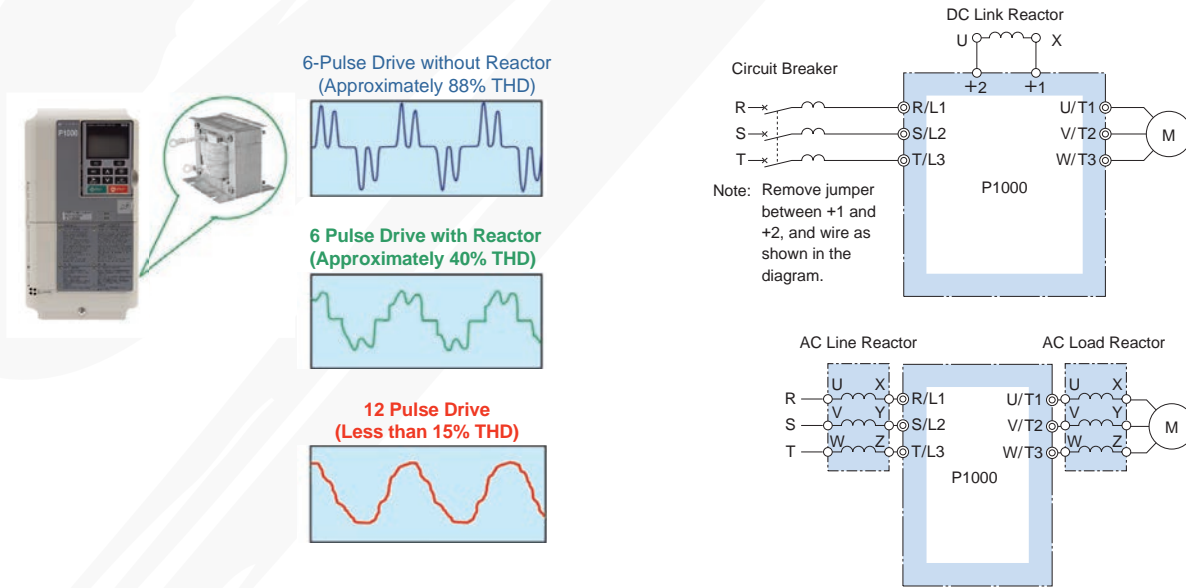 6-Pulse Drive without Reactor
(Approximately 88% THD)
P1000
6 Pulse Drive with Reactor
(Approximately 40% THD)
12 Pulse Drive
(Less than 15% THD)
DC Link Reactor
U X
Circuit Breaker
+2 +1
R R/L1 U/T1
S S/L2 V/T2 M
T T/L3 W/T3
P1000
Note: Remove jumper
between +1 and
+2, and wire as
shown in the
diagram.
AC Line Reactor AC Load Reactor
U X U X
R R/L1 U/T1
V Y V Y
S S/L2 V/T2 M
W Z W Z
T T/L3 W/T3
P1000